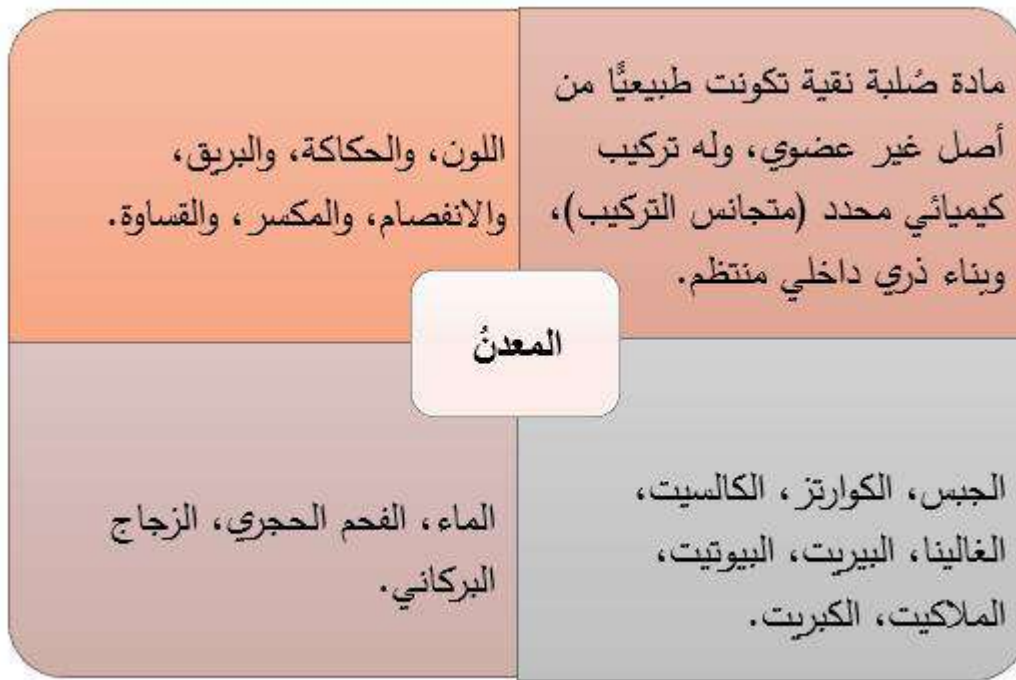 مادة صُلبة نقية تكونت طبيعيًّا من
أصل غير عضوي، وله تركيب
كيميائي محدد (متجانس التركيب)،
وبناء ذري داخلي منتظم.
اللون، والحكاكة، والبريق،
والانفصام، والمكسر، والقساوة.
المعدنُ
الجبس، الكوارتز، الكالسيت،
الغالينا، البيريت، البيوتيت،
الملاكيت، الكبريت.
الماء، الفحم الحجري، الزجاج
البركاني.